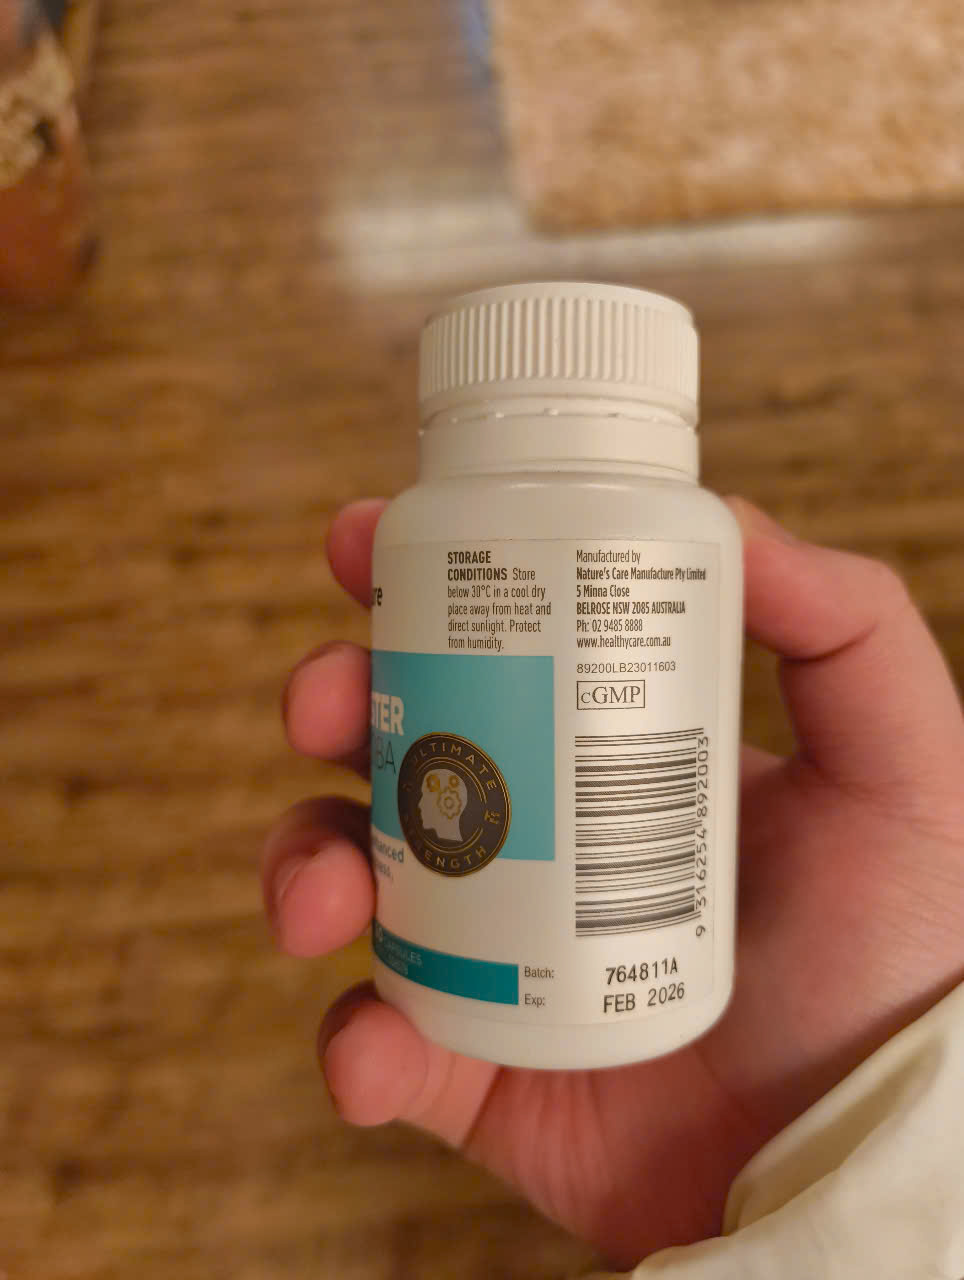 STORAGE
CONDITIONS Store
below 30°C in a cool dry
place away from heat and
direct sunlight. Protect
from humidity.
Manufactured by
Nature's Care Manufacture Pty Limited
5 Minna Close
BELROSE NSW 2085 AUSTRALIA
Ph: 02 9485 8888
www.healthycare.com.au
89200LB23011603
cGMP
ULTIMATE
STRENGTH
9 316254 892003
CAPSULES
Batch: 764811A
Exp: FEB 2026